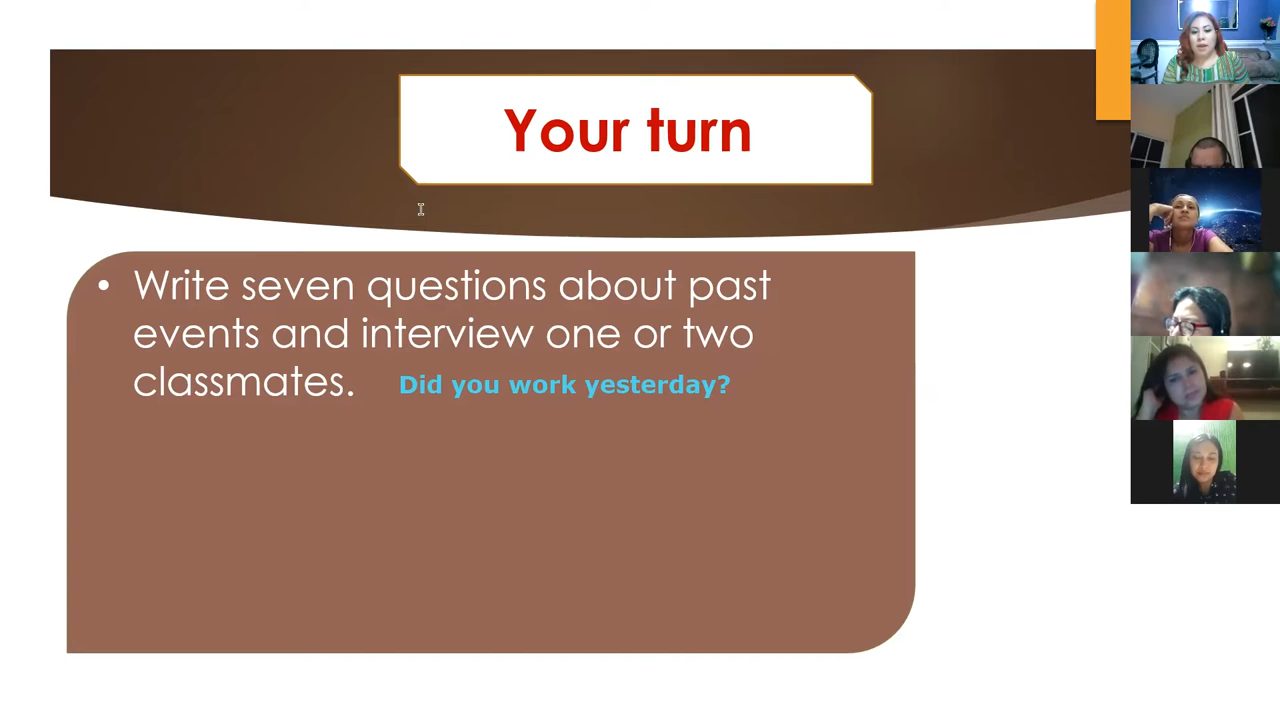 Your turn
• Write seven questions about past
events and interview one or two
classmates. Did you work yesterday?